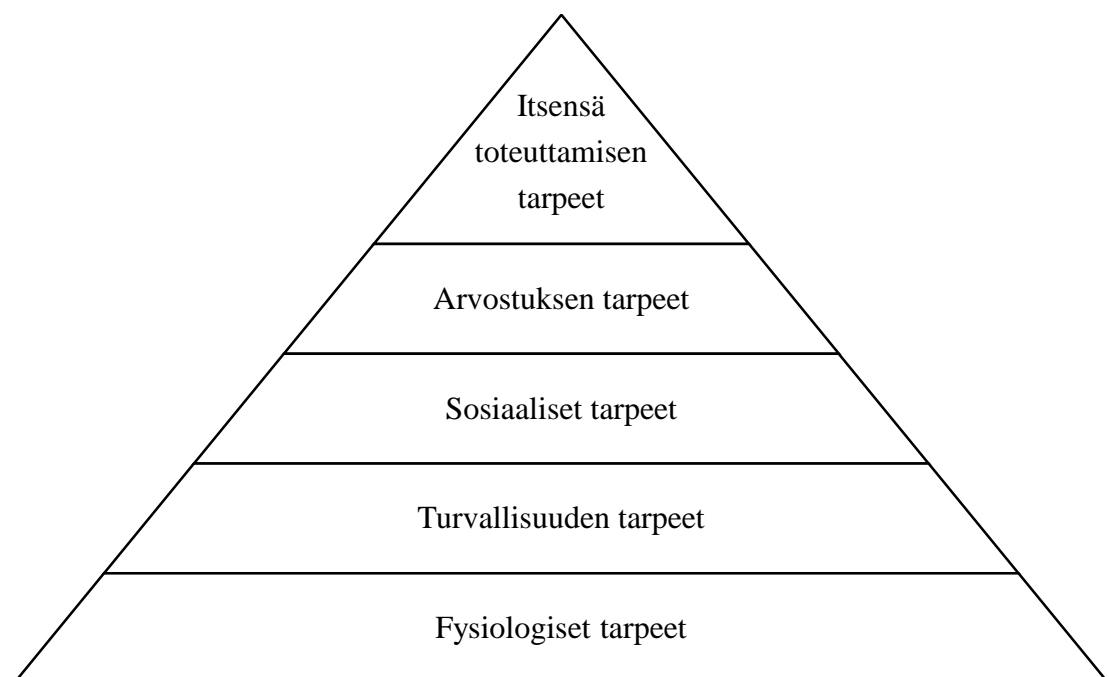 Itsensä
toteuttamisen
tarpeet
Arvostuksen tarpeet
Sosiaaliset tarpeet
Turvallisuuden tarpeet
Fysiologiset tarpeet